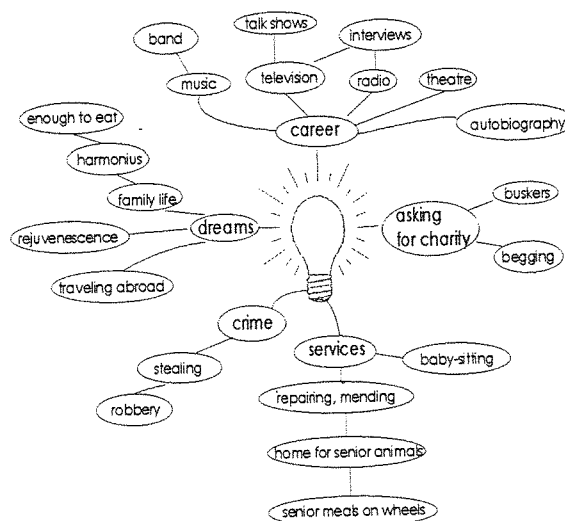 talk shows
band
interviews
television
music
radio
theatre
career
autobiography
enough to eat
harmonius
family life
buskers
asking
for charity
rejuvenescence
dreams
begging
traveling abroad
crime
services
baby-sitting
stealing
repairing, mending
robbery
home for senior animals
senior meals on wheels